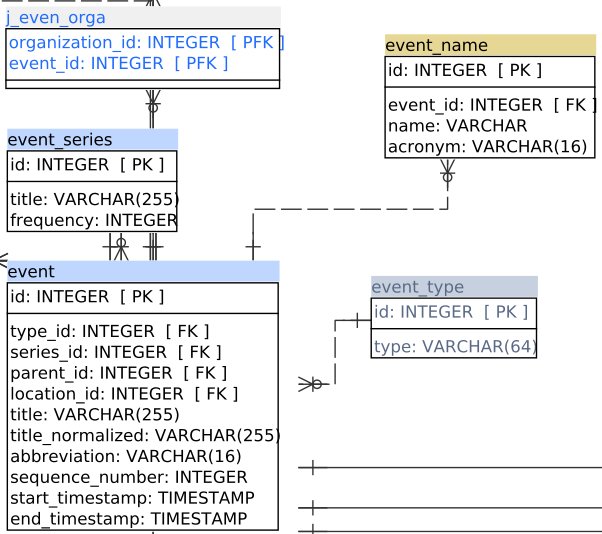 j_even_orga
organization_id: INTEGER [ PFK ]
event_id: INTEGER [ PFK ]
event_name
id: INTEGER [ PK ]
event_id: INTEGER [ FK ]
name: VARCHAR
acronym: VARCHAR(16)
event_series
id: INTEGER [ PK ]
title: VARCHAR(255)
frequency: INTEGER
event
id: INTEGER [ PK ]
type_id: INTEGER [ FK ]
series_id: INTEGER [ FK ]
parent_id: INTEGER [ FK ]
location_id: INTEGER [ FK ]
title: VARCHAR(255)
title_normalized: VARCHAR(255)
abbreviation: VARCHAR(16)
sequence_number: INTEGER
start_timestamp: TIMESTAMP
end_timestamp: TIMESTAMP
event_type
id: INTEGER [ PK ]
type: VARCHAR(64)